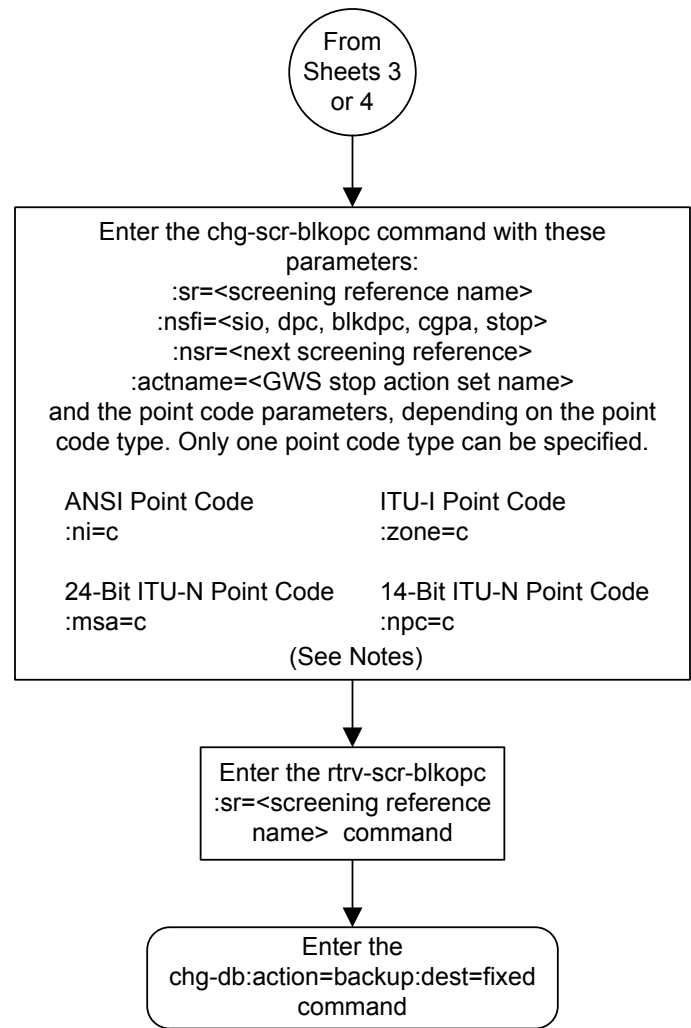 From
Sheets 3
or 4
Enter the chg-scr-blkopc command with these
parameters:
:sr=<screening reference name>
:nsfi=<sio, dpc, blkdpc, cgpa, stop>
:nsr=<next screening reference>
:actname=<GWS stop action set name>
and the point code parameters, depending on the point
code type. Only one point code type can be specified.
ANSI Point Code
:ni=c
ITU-I Point Code
:zone=c
24-Bit ITU-N Point Code
:msa=c
14-Bit ITU-N Point Code
:npc=c
(See Notes)
Enter the rtrv-scr-blkopc
:sr=<screening reference
name> command
Enter the
chg-db:action=backup:dest=fixed
command